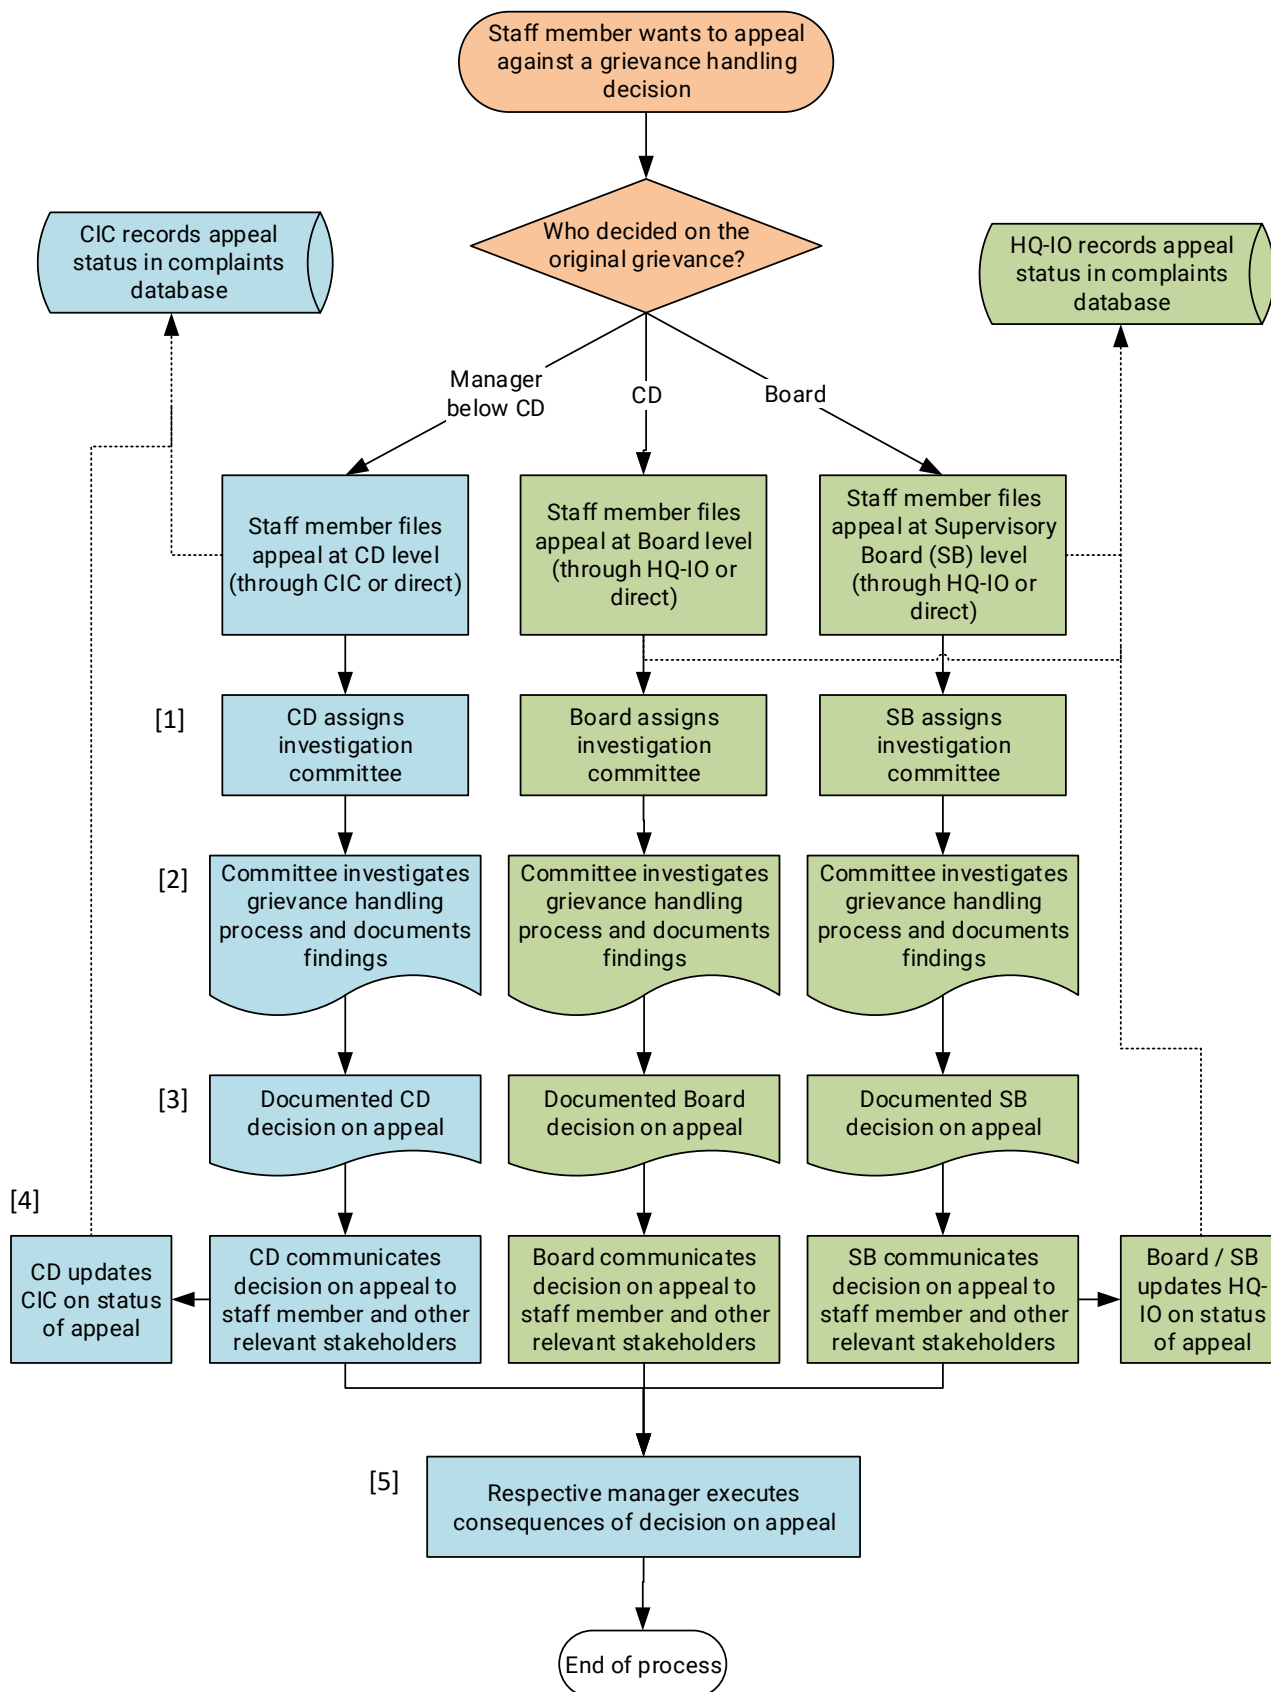 Staff member wants to appeal
against a grievance handling
decision
Who decided on the
original grievance?
CIC records appeal
status in complaints
database
HQ-IO records appeal
status in complaints
database
Manager
below CD
CD
Board
Staff member files
appeal at CD level
(through CIC or direct)
Staff member files
appeal at Board level
(through HQ-IO or
direct)
Staff member files
appeal at Supervisory
Board (SB) level
(through HQ-IO or
direct)
[1]
CD assigns
investigation
committee
Board assigns
investigation
committee
SB assigns
investigation
committee
[2]
Committee investigates
grievance handling
process and documents
findings
Committee investigates
grievance handling
process and documents
findings
Committee investigates
grievance handling
process and documents
findings
[3]
Documented CD
decision on appeal
Documented Board
decision on appeal
Documented SB
decision on appeal
[4]
CD updates
CIC on status
of appeal
CD communicates
decision on appeal to
staff member and other
relevant stakeholders
Board communicates
decision on appeal to
staff member and other
relevant stakeholders
SB communicates
decision on appeal to
staff member and other
relevant stakeholders
Board / SB
updates HQ-
IO on status
of appeal
[5]
Respective manager executes
consequences of decision on appeal
End of process